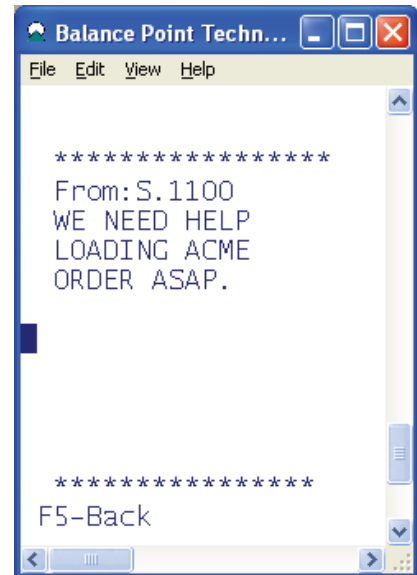 Balance Point Techn...
File Edit View Help
*****************
From:S.1100
WE NEED HELP
LOADING ACME
ORDER ASAP.
****************
F5-Back